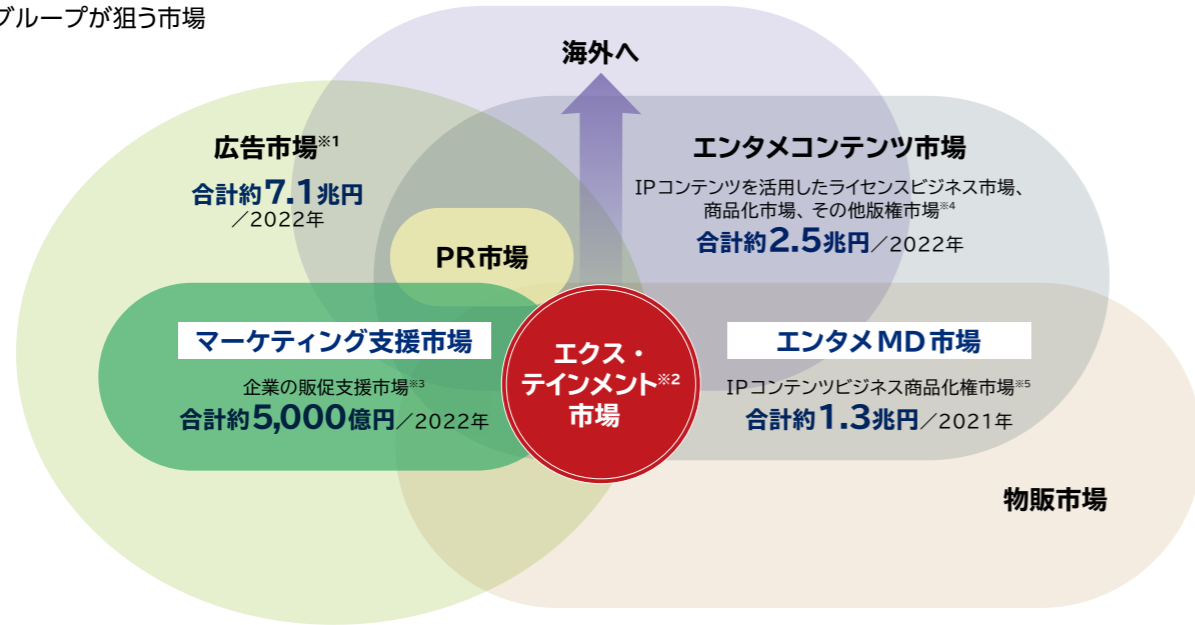 グループが狙う市場
海外へ
広告市場※1
合計約7.1兆円
／2022年
エンタメコンテンツ市場
IPコンテンツを活用したライセンスビジネス市場、
商品化市場、その他版権市場※4
合計約2.5兆円／2022年
PR市場
マーケティング支援市場
企業の販促支援市場※3
合計約5,000億円／2022年
エクス・
テインメント※2
市場
エンタメMD市場
IPコンテンツビジネス商品化権市場※5
合計約1.3兆円／2021年
物販市場